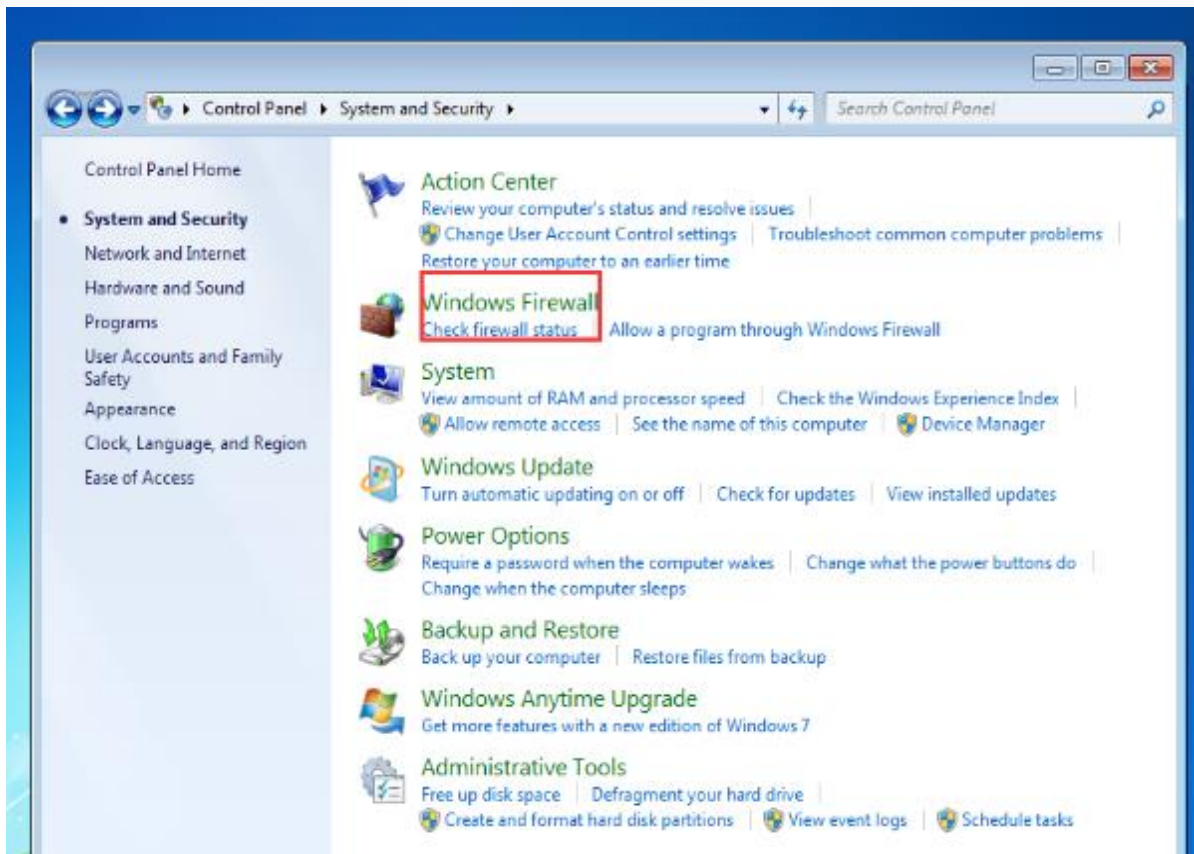 Control Panel System and Security Search Control Panel
Control Panel Home
System and Security
Network and Internet
Hardware and Sound
Programs
User Accounts and Family
Safety
Appearance
Clock, Language, and Region
Ease of Access
Action Center
Review your computer's status and resolve issues
Change User Account Control settings Troubleshoot common computer problems
Restore your computer to an earlier time
Windows Firewall
Check firewall status Allow a program through Windows Firewall
System
View amount of RAM and processor speed Check the Windows Experience Index
Allow remote access See the name of this computer Device Manager
Windows Update
Turn automatic updating on or off Check for updates View installed updates
Power Options
Require a password when the computer wakes Change what the power buttons do
Change when the computer sleeps
Backup and Restore
Back up your computer Restore files from backup
Windows Anytime Upgrade
Get more features with a new edition of Windows 7
Administrative Tools
Free up disk space Defragment your hard drive
Create and format hard disk partitions View event logs Schedule tasks